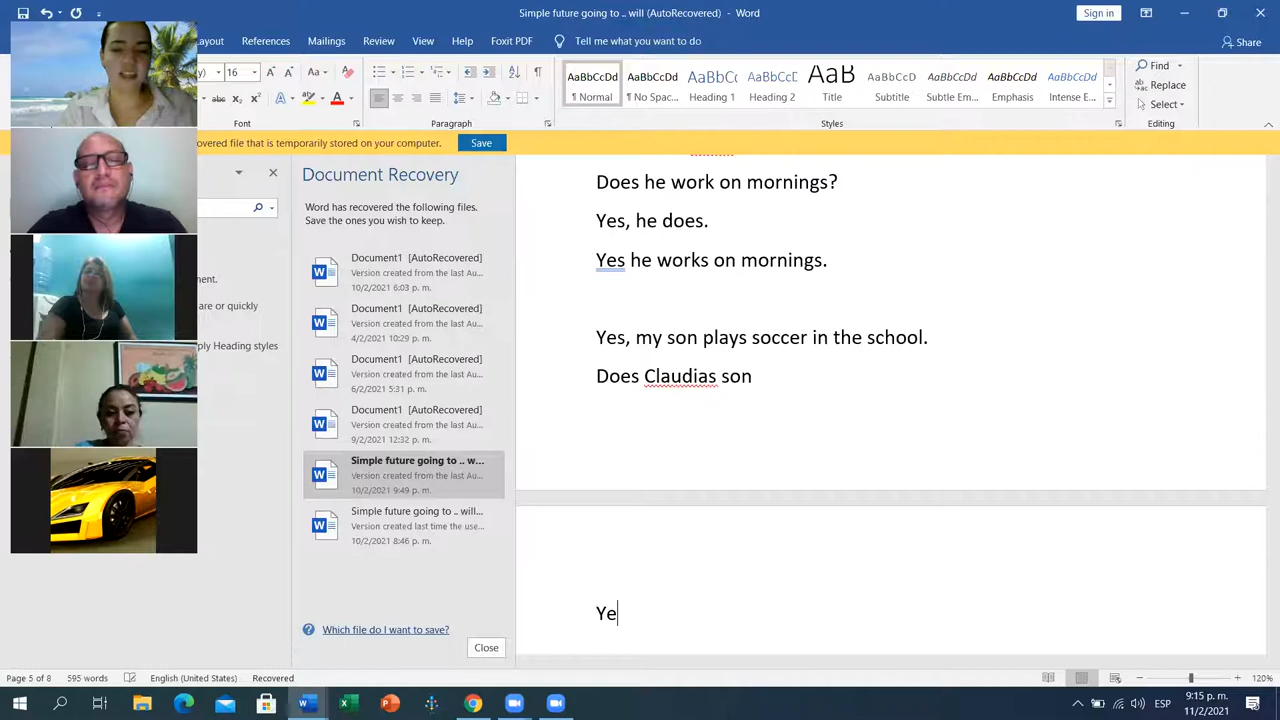 Simple future going to .. will (AutoRecovered) - Word
Sign in
ayout References Mailings Review View Help Foxit PDF Tell me what you want to do Share
16
AaBbCcDd AaBbCcDd AaBbCc AaBbCcD AaB AaBbCcD AaBbCcDd AaBbCcDd AaBbCcDd
¶ Normal ¶ No Spac... Heading 1 Heading 2 Title Subtitle Subtle Em... Emphasis Intense E...
Find
Replace
Select
Font Paragraph Styles Editing
overed file that is temporarily stored on your computer. Save
Document Recovery
Word has recovered the following files.
Save the ones you wish to keep.
Document1 [AutoRecovered]
Version created from the last Au...
10/2/2021 6:03 p. m.
Document1 [AutoRecovered]
Version created from the last Au...
4/2/2021 10:29 p. m.
Document1 [AutoRecovered]
Version created from the last Au...
6/2/2021 5:31 p. m.
Document1 [AutoRecovered]
Version created from the last Au...
9/2/2021 12:32 p. m.
Simple future going to .. w...
Version created from the last Au...
10/2/2021 9:49 p. m.
Simple future going to .. will...
Version created last time the use...
10/2/2021 8:46 p. m.
Which file do I want to save?
Close
ment.
are or quickly
ply Heading styles
Does he work on mornings?
Yes, he does.
Yes he works on mornings.
Yes, my son plays soccer in the school.
Does Claudias son
Ye
Page 5 of 8 595 words English (United States) Recovered 120%
ESP
9:15 p. m.
11/2/2021